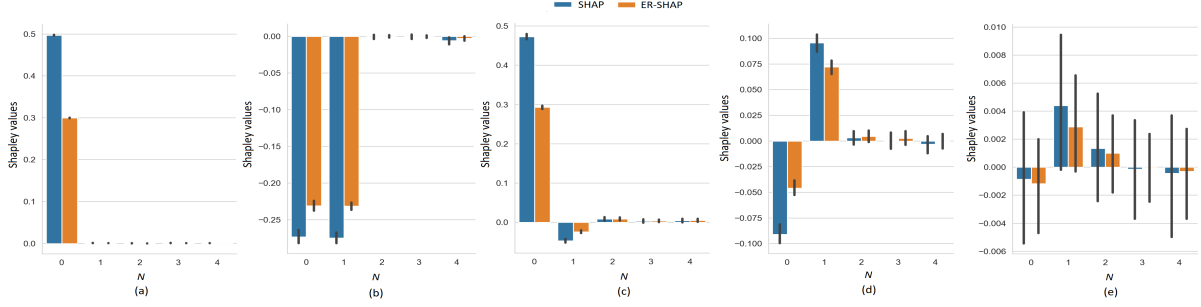 SHAP ER-SHAP
Shapley values
0.5
0.4
0.3
0.2
0.1
0.0
0 1 2 3 4
N
(a)
Shapley values
0.00
−0.05
−0.10
−0.15
−0.20
−0.25
0 1 2 3 4
N
(b)
Shapley values
0.5
0.4
0.3
0.2
0.1
0.0
0 1 2 3 4
N
(c)
Shapley values
0.100
0.075
0.050
0.025
0.000
−0.025
−0.050
−0.075
−0.100
0 1 2 3 4
N
(d)
Shapley values
0.010
0.008
0.006
0.004
0.002
0.000
−0.002
−0.004
−0.006
0 1 2 3 4
N
(e)